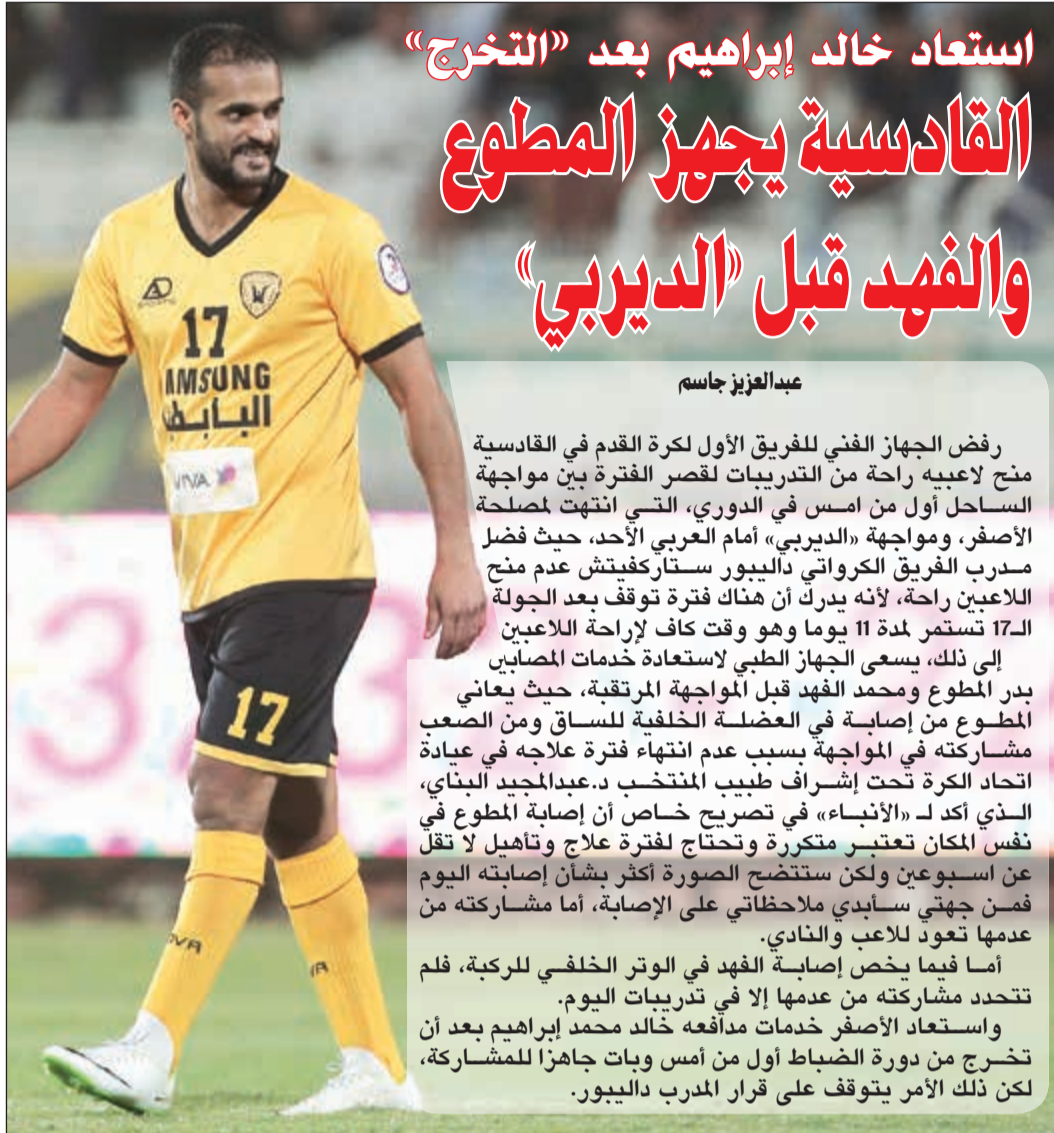 استعاد خالد إبراهيم بعد «التخرج»
القادسية يجهز المطوع
والفهد قبل «الديربي»
عبدالعزيز جاسم
رفض الجهاز الفني للفريق الأول لكرة القدم في القادسية
منح لاعبيه راحة من التدريبات لقصر الفترة بين مواجهة
الساحل أول من امس في الدوري، التي انتهت لمصلحة
الأصفر، ومواجهة «الديربي» أمام العربي الأحد، حيث فضل
مدرب الفريق الكرواتي داليبور ستاركفيتش عدم منح
اللاعبين راحة، لأنه يدرك أن هناك فترة توقف بعد الجولة
الـ17 تستمر لمدة 11 يوما وهو وقت كاف لإراحة اللاعبين
إلى ذلك، يسعى الجهاز الطبي لاستعادة خدمات المصابين
بدر المطوع ومحمد الفهد قبل المواجهة المرتقبة، حيث يعاني
المطوع من إصابة في العضلة الخلفية للساق ومن الصعب
مشاركته في المواجهة بسبب عدم انتهاء فترة علاجه في عيادة
اتحاد الكرة تحت إشراف طبيب المنتخب د.عبدالمجيد البناي،
الذي أكد لـ «الأنباء» في تصريح خاص أن إصابة المطوع في
نفس المكان تعتبر متكررة وتحتاج لفترة علاج وتأهيل لا تقل
عن اسبوعين ولكن ستتضح الصورة أكثر بشأن إصابته اليوم
فمن جهتي سأبدي ملاحظاتي على الإصابة، أما مشاركته من
عدمها تعود للاعب والنادي.
أما فيما يخص إصابة الفهد في الوتر الخلفي للركبة، فلم
تتحدد مشاركته من عدمها إلا في تدريبات اليوم.
واستعاد الأصفر خدمات مدافعه خالد محمد إبراهيم بعد أن
تخرج من دورة الضباط أول من أمس وبات جاهزا للمشاركة،
لكن ذلك الأمر يتوقف على قرار المدرب داليبور.
17
AMSUNG
البابطين
VIVA
17